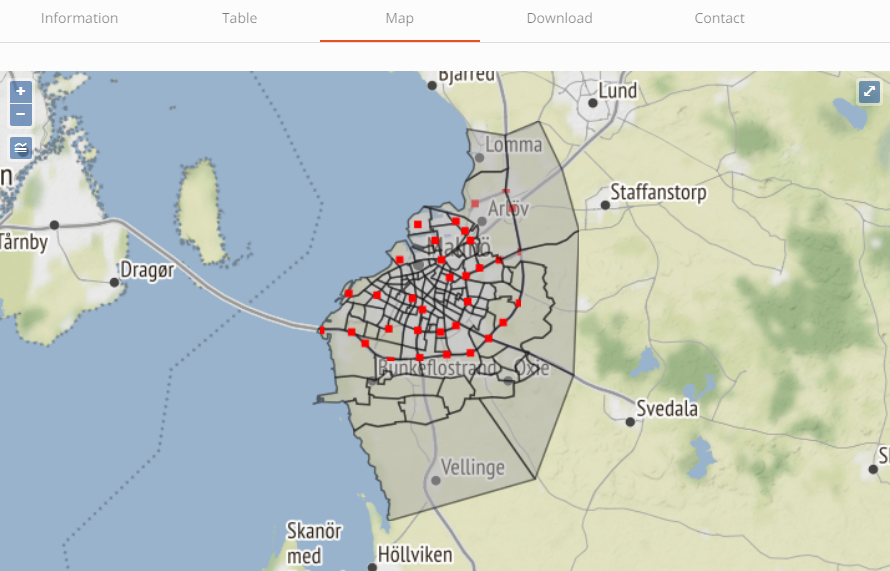 Information
Table
Map
Download
Contact
+
−
Bjärred
Lund
Lomma
n
Staffanstorp
Arlöv
Tårnby
Malmö
Dragør
Bunkeflostrand
Oxie
Svedala
Vellinge
Skanör
med
Höllviken